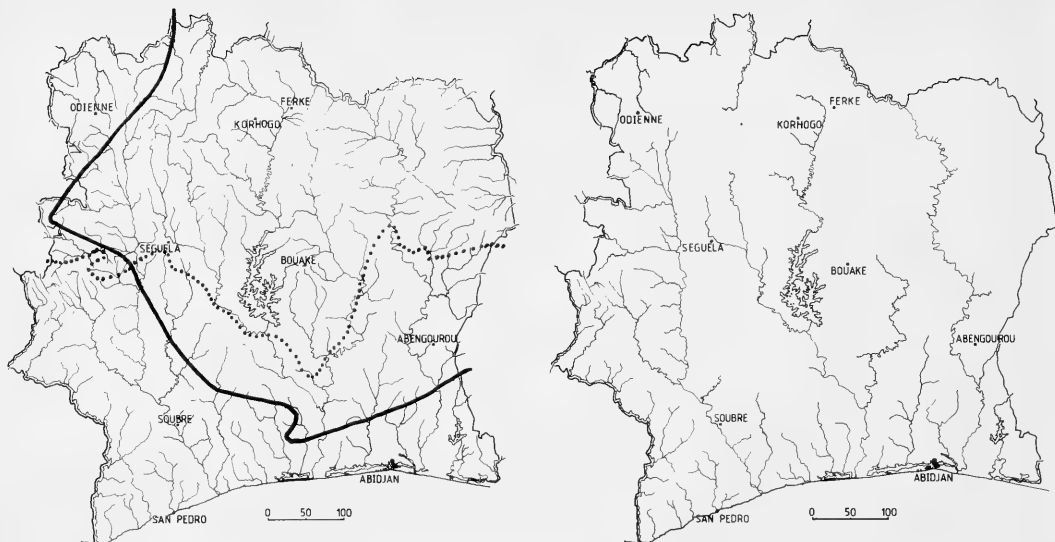 ODIENNE
FERKE
KORHOGO
SEGUELA
BOUAKE
ABENGOUROU
SOUBRE
ABIDJAN
SAN PEDRO
0 50 100
FERKE
ODIENNE
KORHOGO
SEGUELA
BOUAKE
ABENGOUROU
SOUBRE
ABIDJAN
SAN PEDRO
0 50 100